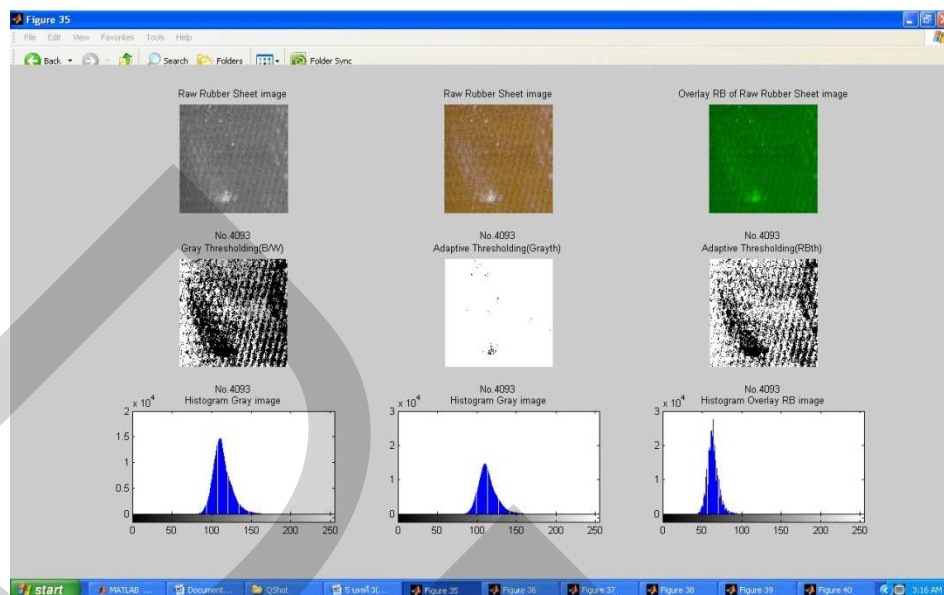 Figure 35
File Edit View Favorites Tools Help
Back Search Folders Folder Sync
Raw Rubber Sheet image Raw Rubber Sheet image Overlay RB of Raw Rubber Sheet image
No.4093 No.4093 No.4093
Gray Thresholding(B/W) Adaptive Thresholding(Grayth) Adaptive Thresholding(RBth)
No.4093 No.4093 No.4093
Histogram Gray image Histogram Gray image Histogram Overlay RB image
x 10^4 x 10^4 x 10^4
2 3 3
1.5 2 2
1 1 1
0.5
0 0 0
0 50 100 150 200 250 0 50 100 150 200 250 0 50 100 150 200 250
start MATLAB ... Document... QShot Figure 35 Figure 36 Figure 37 Figure 38 Figure 39 Figure 40 3:16 AM